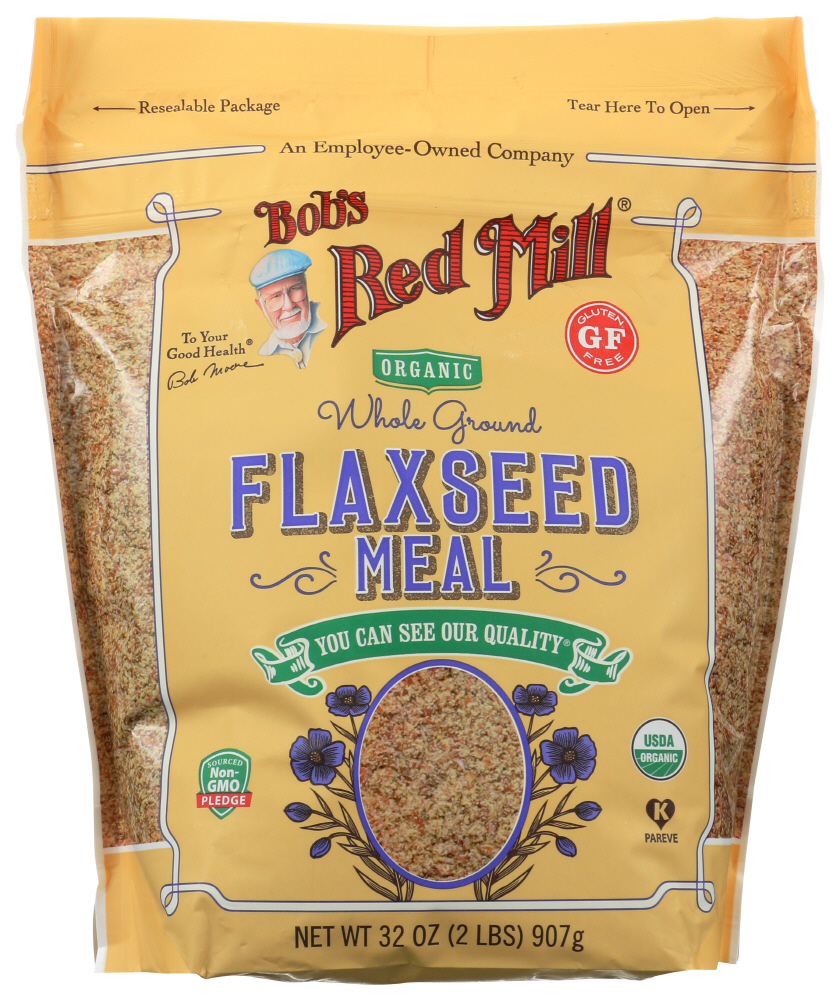 Resealable Package
Tear Here To Open
An Employee-Owned Company
Bob's
Red Mill®
To Your
Good Health®
Bob Moore
GLUTEN
GF
FREE
ORGANIC
Whole Ground
FLAXSEED
MEAL
YOU CAN SEE OUR QUALITY®
SOURCED
Non-
GMO
PLEDGE
USDA
ORGANIC
K
PAREVE
NET WT 32 OZ (2 LBS) 907g